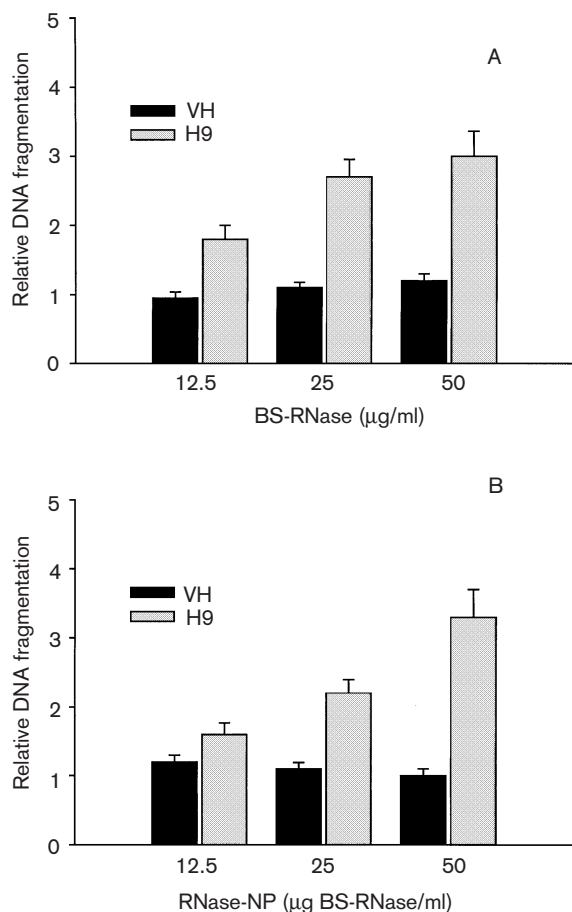 A
5
4
3
2
1
0
Relative DNA fragmentation
VH
H9
12.5 25 50
BS-RNase (µg/ml)
B
5
4
3
2
1
0
Relative DNA fragmentation
VH
H9
12.5 25 50
RNase-NP (µg BS-RNase/ml)